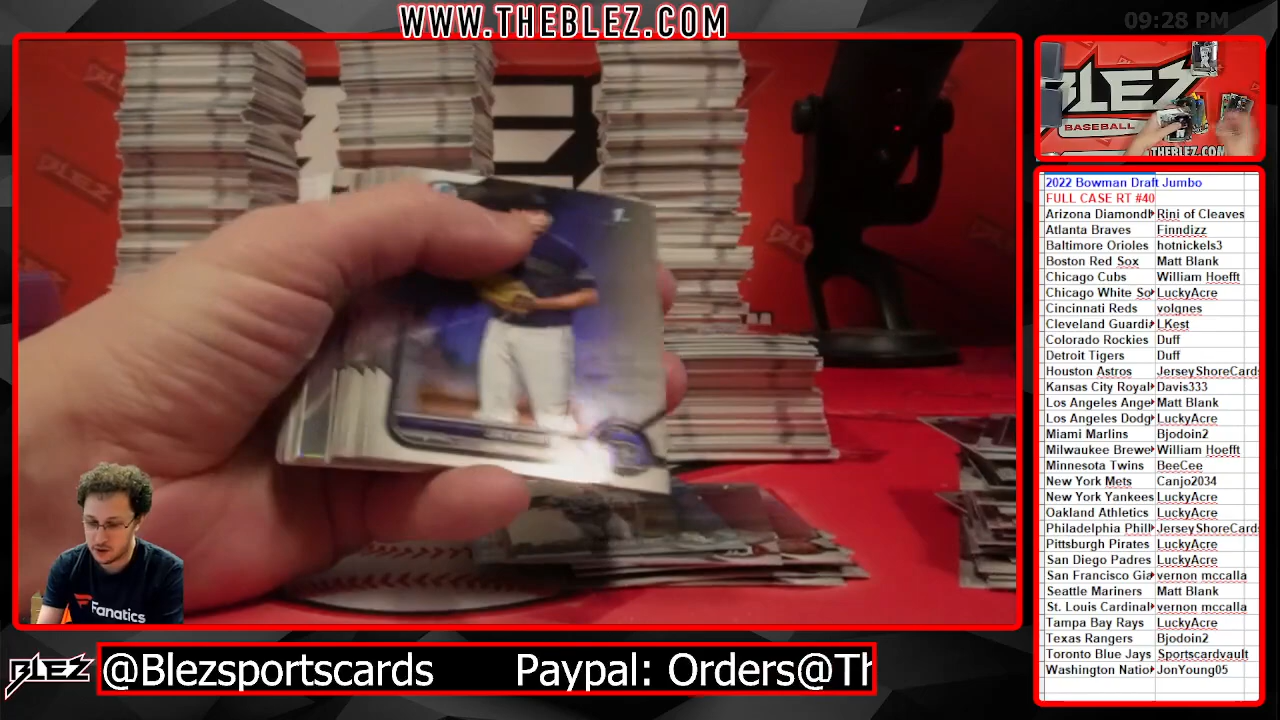 WWW.THEBLEZ.COM
09:28 PM
BLEZ
BASEBALL
THEBLEZ.COM
2022 Bowman Draft Jumbo
FULL CASE RT #40
Arizona Diamondb Rini of Cleaves
Atlanta Braves Finndizz
Baltimore Orioles hotnickels3
Boston Red Sox Matt Blank
Chicago Cubs William Hoefft
Chicago White So LuckyAcre
Cincinnati Reds volgnes
Cleveland Guardia LKest
Colorado Rockies Duff
Detroit Tigers Duff
Houston Astros JerseyShoreCards
Kansas City Royal Davis333
Los Angeles Ange Matt Blank
Los Angeles Dodg LuckyAcre
Miami Marlins Bjodoin2
Milwaukee Brewe William Hoefft
Minnesota Twins BeeCee
New York Mets Canjo2034
New York Yankees LuckyAcre
Oakland Athletics LuckyAcre
Philadelphia Phill JerseyShoreCards
Pittsburgh Pirates LuckyAcre
San Diego Padres LuckyAcre
San Francisco Gia vernon mccalla
Seattle Mariners Matt Blank
St. Louis Cardinal vernon mccalla
Tampa Bay Rays LuckyAcre
Texas Rangers Bjodoin2
Toronto Blue Jays Sportscardvault
Washington Natio JonYoung05
Fanatics
BLEZ @Blezsportscards Paypal: Orders@Th